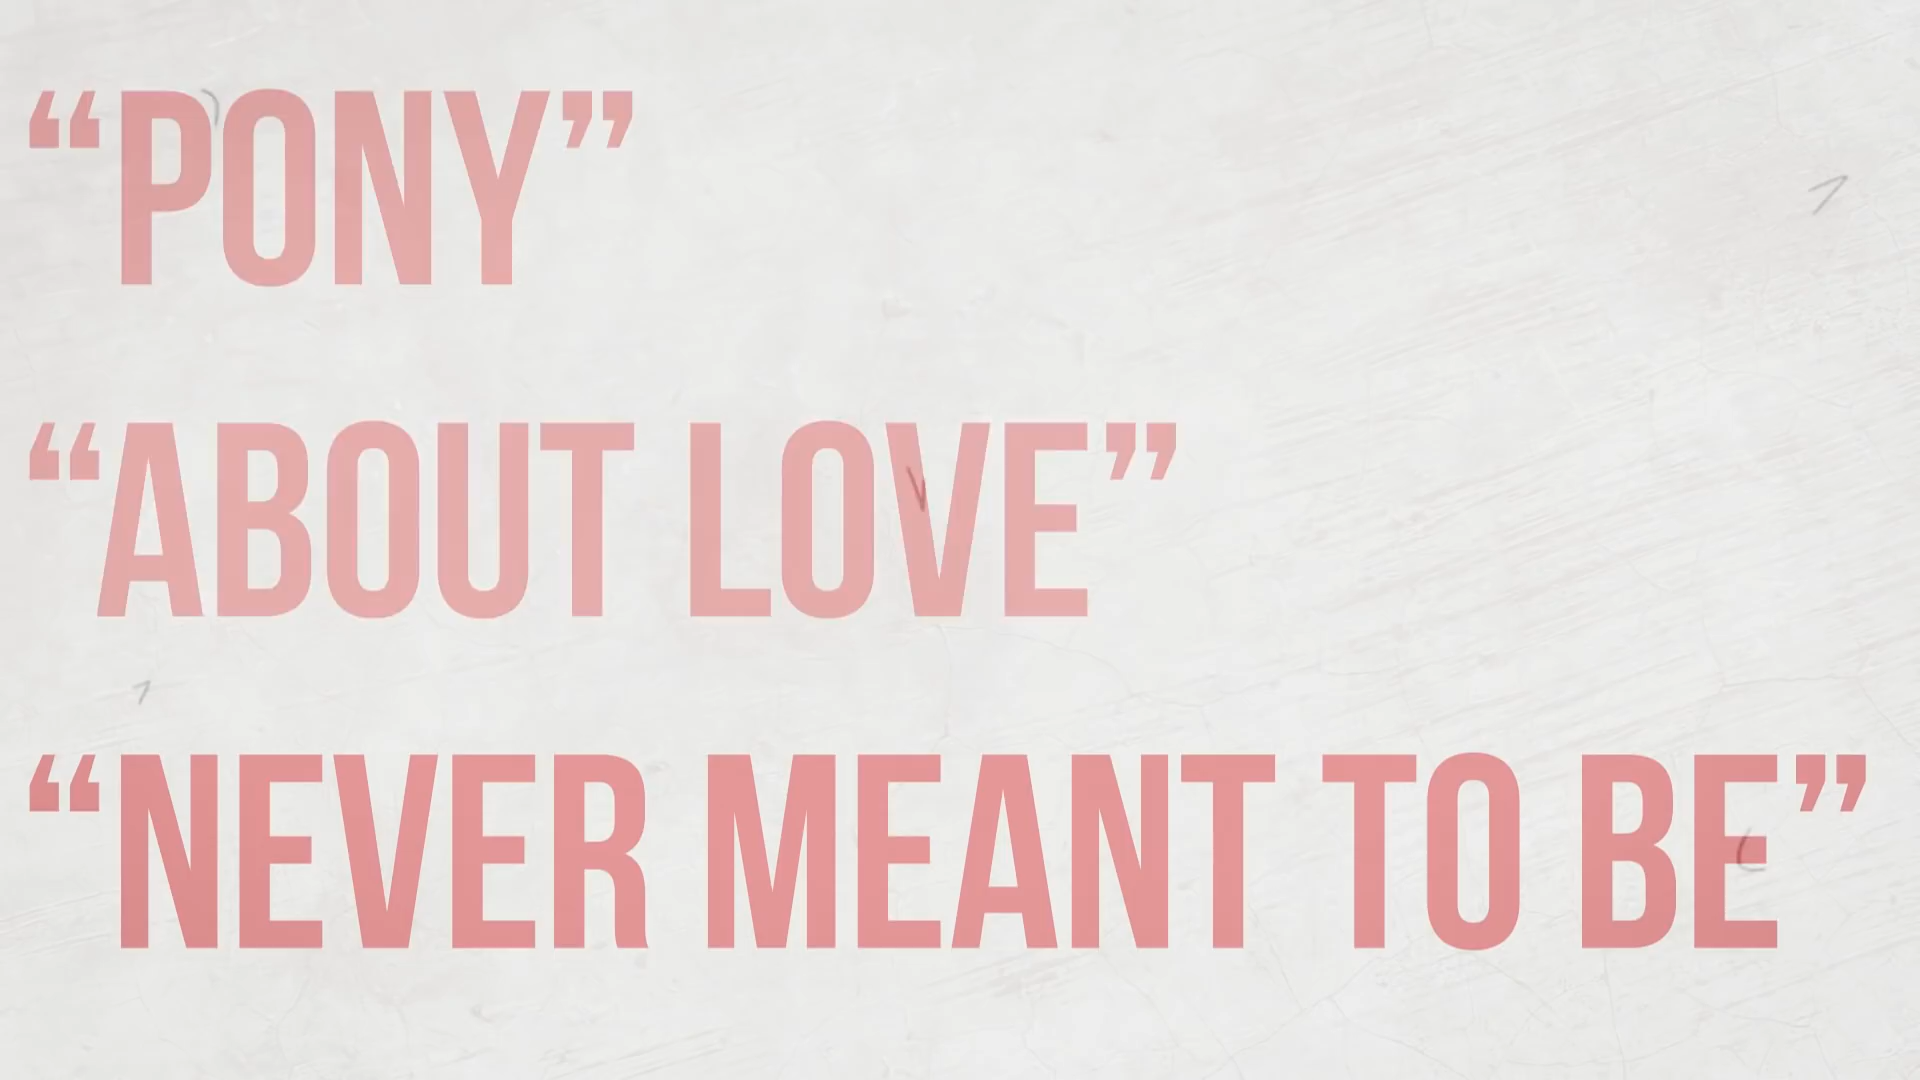 “PONY”
“ABOUT LOVE”
“NEVER MEANT TO BE”